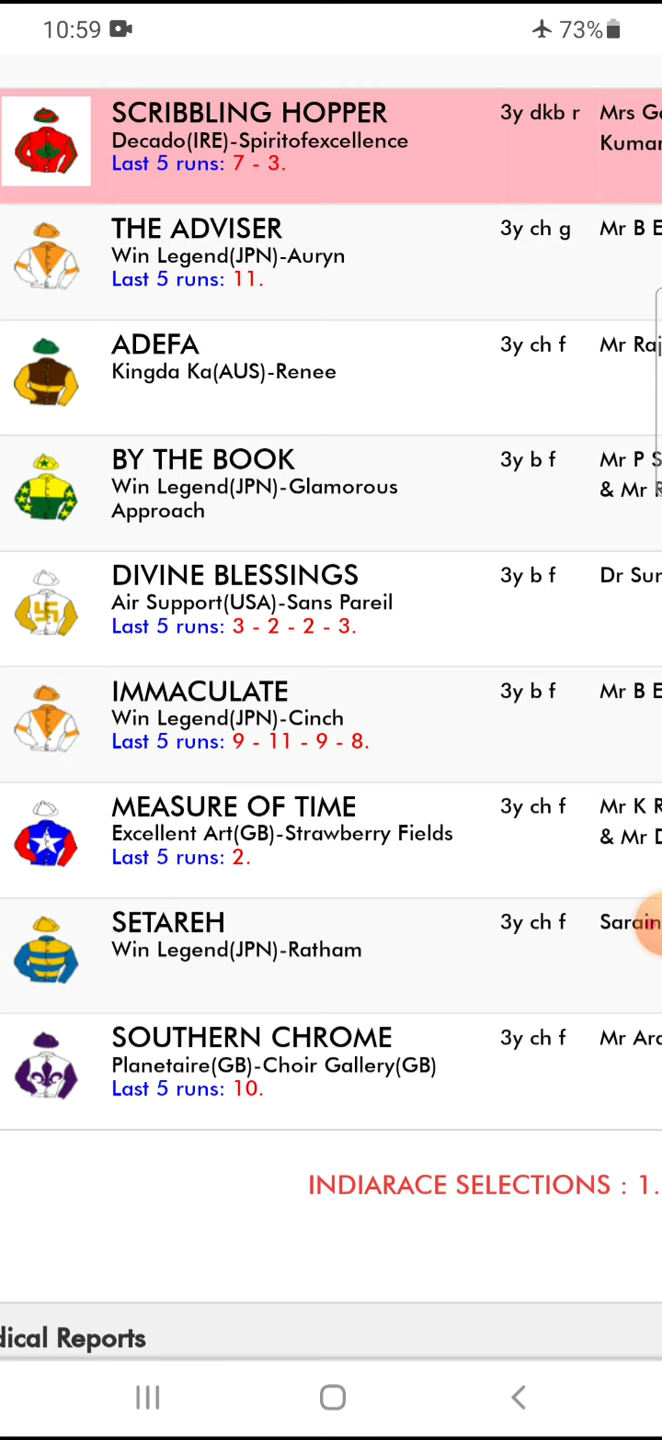 10:59 73%
SCRIBBLING HOPPER 3y dkb r Mrs G
Decado(IRE)-Spiritofexcellence Kumar
Last 5 runs: 7 - 3.
THE ADVISER 3y ch g Mr B E
Win Legend(JPN)-Auryn
Last 5 runs: 11.
ADEFA 3y ch f Mr Raj
Kingda Ka(AUS)-Renee
BY THE BOOK 3y b f Mr P S
Win Legend(JPN)-Glamorous & Mr R
Approach
DIVINE BLESSINGS 3y b f Dr Sur
Air Support(USA)-Sans Pareil
Last 5 runs: 3 - 2 - 2 - 3.
IMMACULATE 3y b f Mr B E
Win Legend(JPN)-Cinch
Last 5 runs: 9 - 11 - 9 - 8.
MEASURE OF TIME 3y ch f Mr K R
Excellent Art(GB)-Strawberry Fields & Mr D
Last 5 runs: 2.
SETAREH 3y ch f Sarain
Win Legend(JPN)-Ratham
SOUTHERN CHROME 3y ch f Mr Arc
Planetaire(GB)-Choir Gallery(GB)
Last 5 runs: 10.
INDIARACE SELECTIONS : 1.
dical Reports